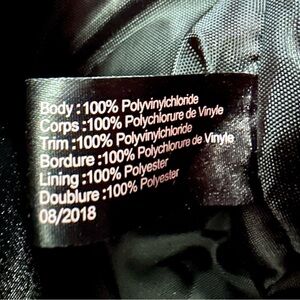 Body :100% Polyvinylchloride
Corps :100% Polychlorure de Vinyle
Trim :100% Polyvinylchloride
Bordure :100% Polychlorure de Vinyle
Lining :100% Polyester
Doublure :100% Polyester
08/2018